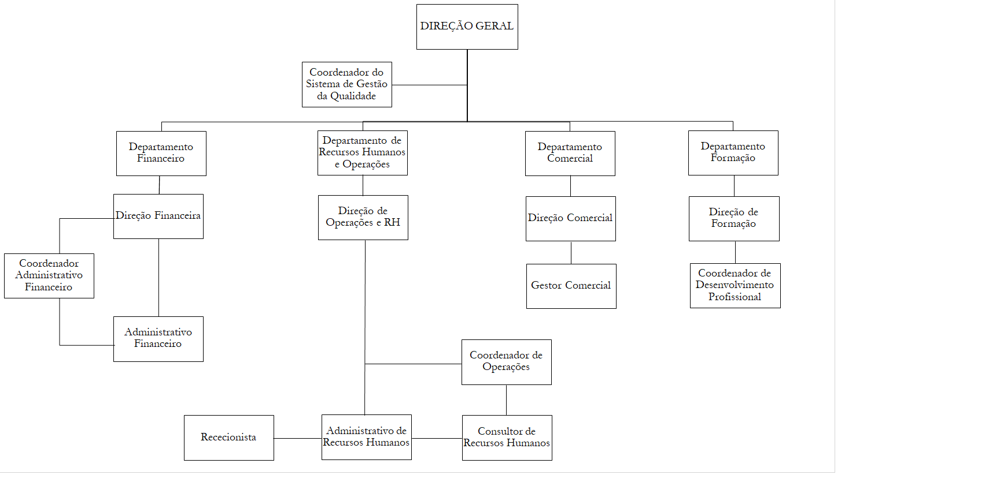 DIREÇÃO GERAL
Coordenador do
Sistema de Gestão
da Qualidade
Departamento
Financeiro
Departamento de
Recursos Humanos
e Operações
Departamento
Comercial
Departamento
Formação
Direção Financeira
Direção de
Operações e RH
Direção Comercial
Direção de
Formação
Coordenador
Administrativo
Financeiro
Gestor Comercial
Coordenador de
Desenvolvimento
Profissional
Administrativo
Financeiro
Coordenador de
Operações
Rececionista
Administrativo de
Recursos Humanos
Consultor de
Recursos Humanos